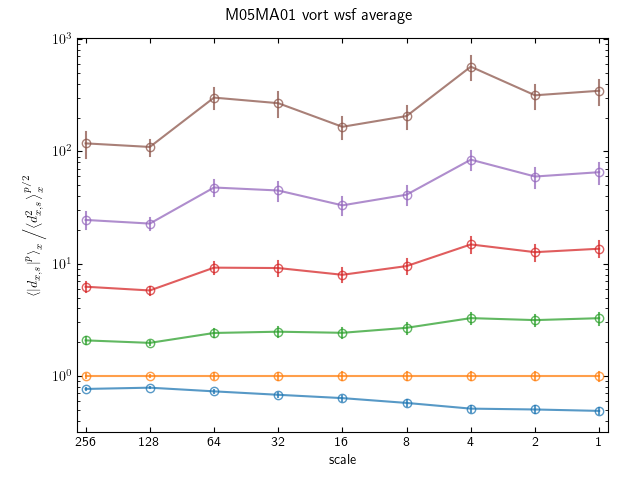 M05MA01 vort wsf average
⟨|d_{x,s}|^p⟩_x / ⟨d²_{x,s}⟩_x^{p/2}
10³
10²
10¹
10⁰
256 128 64 32 16 8 4 2 1
scale